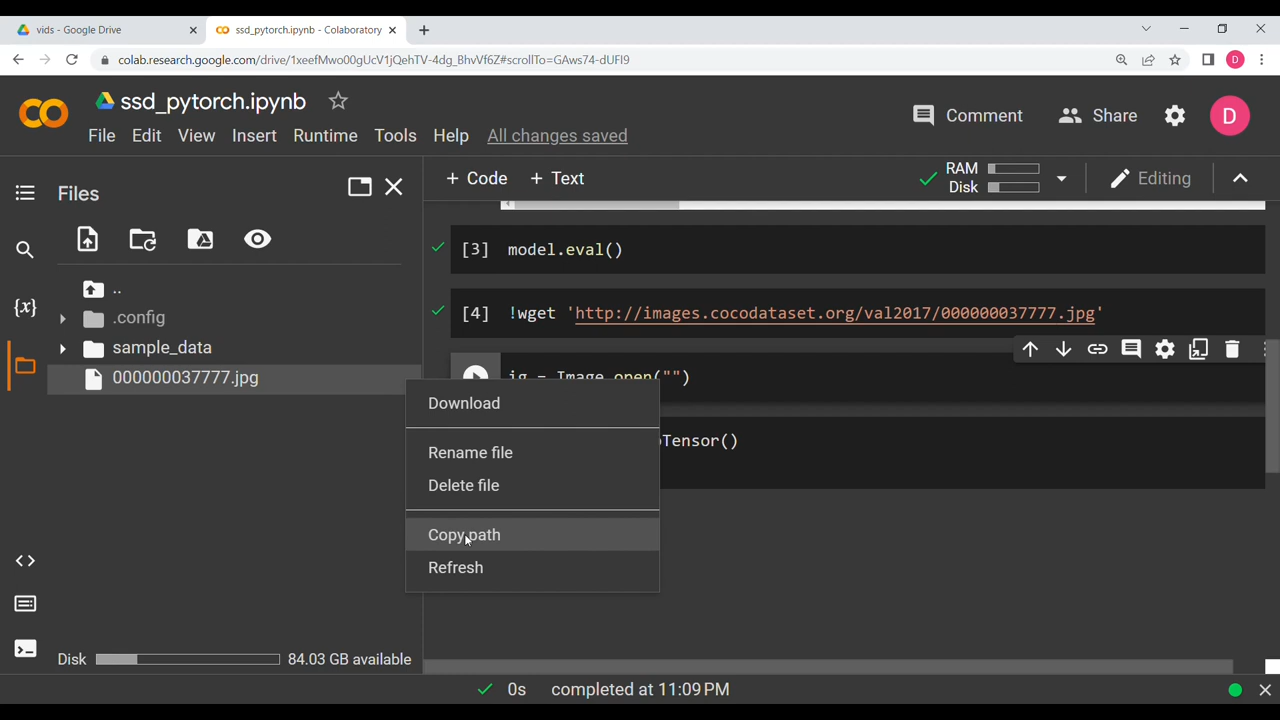 vids - Google Drive
ssd_pytorch.ipynb - Colaboratory
colab.research.google.com/drive/1xeefMwo00gUcV1jQehTV-4dg_BhvVf6Z#scrollTo=GAws74-dUFI9
D
ssd_pytorch.ipynb
File Edit View Insert Runtime Tools Help All changes saved
Comment
Share
D
Files
+ Code + Text
RAM
Disk
Editing
..
.config
sample_data
000000037777.jpg
[3] model.eval()
[4] !wget 'http://images.cocodataset.org/val2017/000000037777.jpg'
ig = Image.open("")
Tensor()
Download
Rename file
Delete file
Copy path
Refresh
{x}
Disk 84.03 GB available
0s completed at 11:09 PM